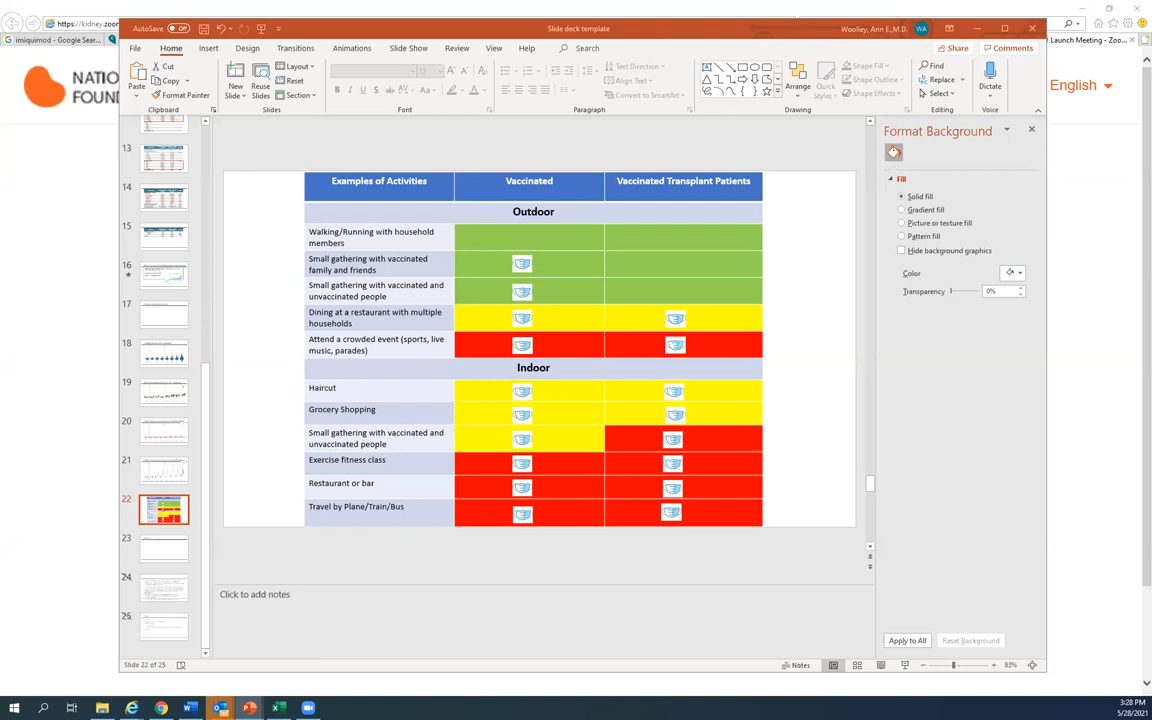 https://kidney.zoon
imiquimod - Google Sear...
Launch Meeting - Zoo...
NATIO
FOUN
English
AutoSave
Off
Slide deck template
Woolley, Ann E.,M.D.
WA
File
Home
Insert
Design
Transitions
Animations
Slide Show
Review
View
Help
Search
Share
Comments
Paste
Cut
Copy
Format Painter
Clipboard
New
Slide
Reuse
Slides
Layout
Reset
Section
Slides
12
B I U S ab AV Aa A
Font
Text Direction
Align Text
Convert to SmartArt
Paragraph
Arrange
Quick
Styles
Shape Fill
Shape Outline
Shape Effects
Drawing
Find
Replace
Select
Editing
Dictate
Voice
13
14
15
16
17
18
19
20
21
22
23
24
25
Examples of Activities Vaccinated Vaccinated Transplant Patients
Outdoor
Walking/Running with household
members
Small gathering with vaccinated
family and friends
Small gathering with vaccinated and
unvaccinated people
Dining at a restaurant with multiple
households
Attend a crowded event (sports, live
music, parades)
Indoor
Haircut
Grocery Shopping
Small gathering with vaccinated and
unvaccinated people
Exercise fitness class
Restaurant or bar
Travel by Plane/Train/Bus
Click to add notes
Format Background
Fill
Solid fill
Gradient fill
Picture or texture fill
Pattern fill
Hide background graphics
Color
Transparency
0%
Apply to All
Reset Background
Slide 22 of 25
Notes
83%
3:28 PM
5/28/2021